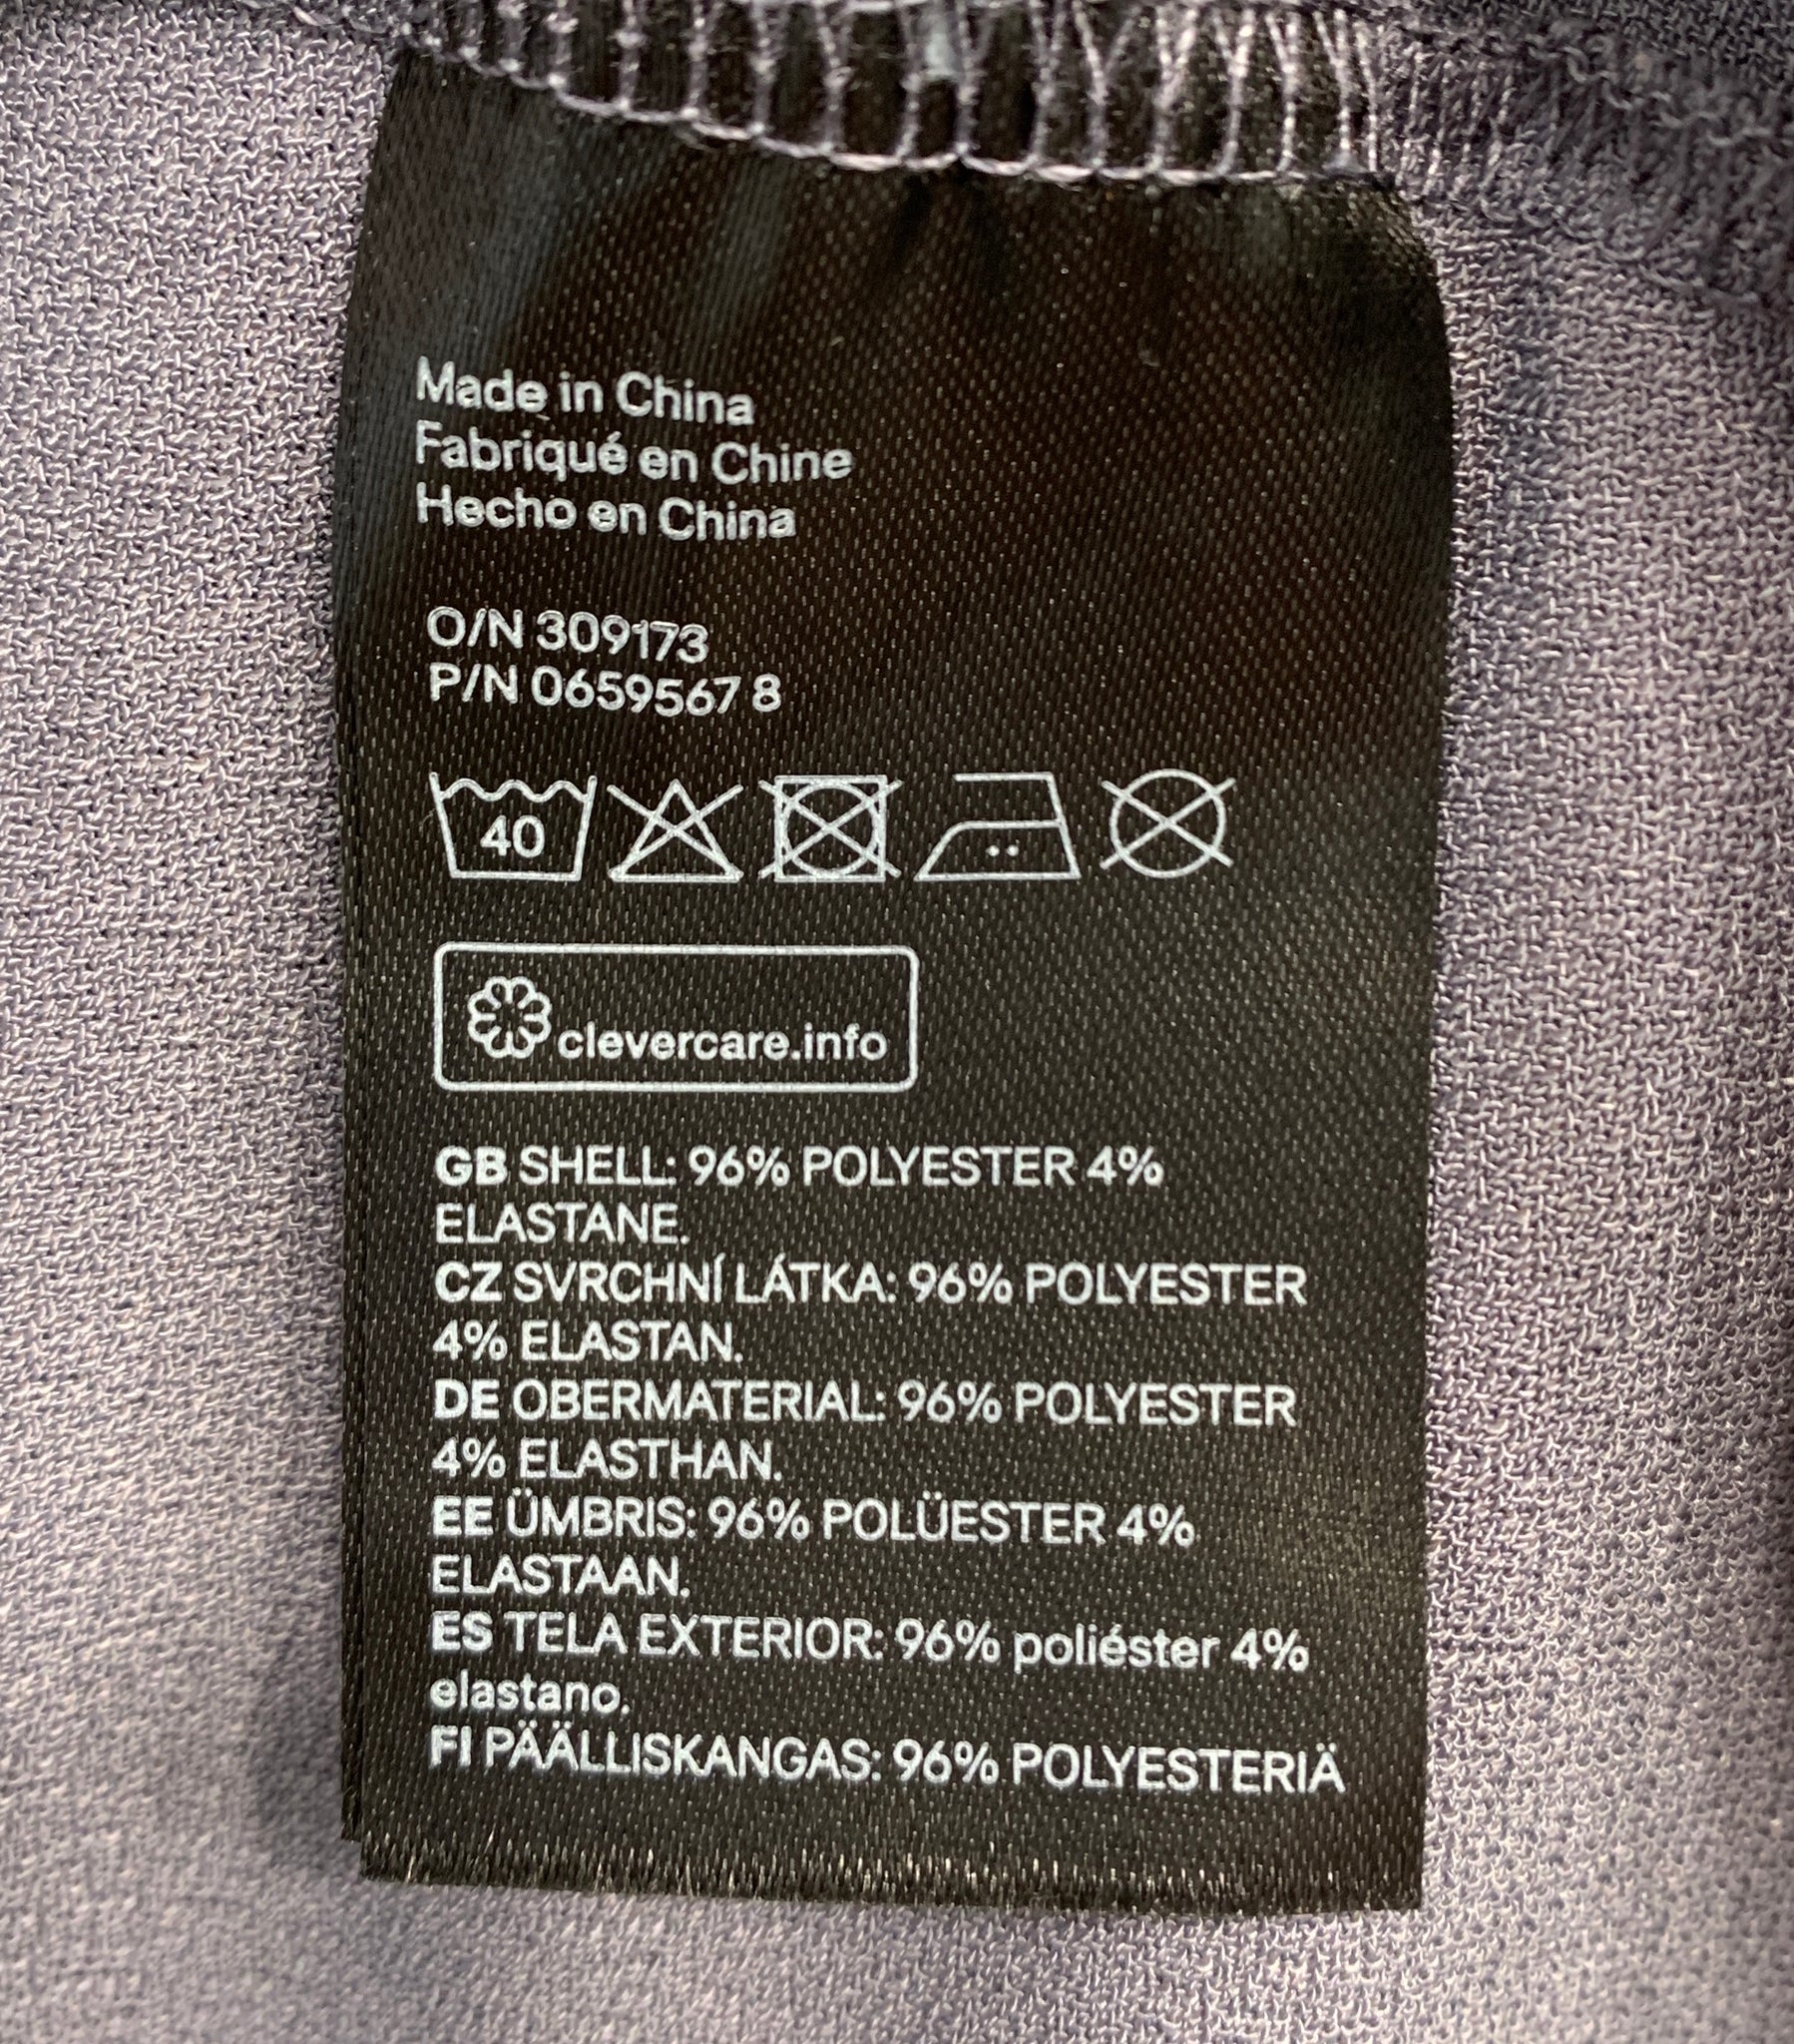 Made in China
Fabriqué en Chine
Hecho en China
O/N 309173
P/N 0659567 8
40
clevercare.info
GB SHELL: 96% POLYESTER 4%
ELASTANE.
CZ SVRCHNÍ LÁTKA: 96% POLYESTER
4% ELASTAN.
DE OBERMATERIAL: 96% POLYESTER
4% ELASTHAN.
EE ÜMBRIS: 96% POLÜESTER 4%
ELASTAAN.
ES TELA EXTERIOR: 96% poliéster 4%
elastano.
FI PÄÄLLISKANGAS: 96% POLYESTERIÄ